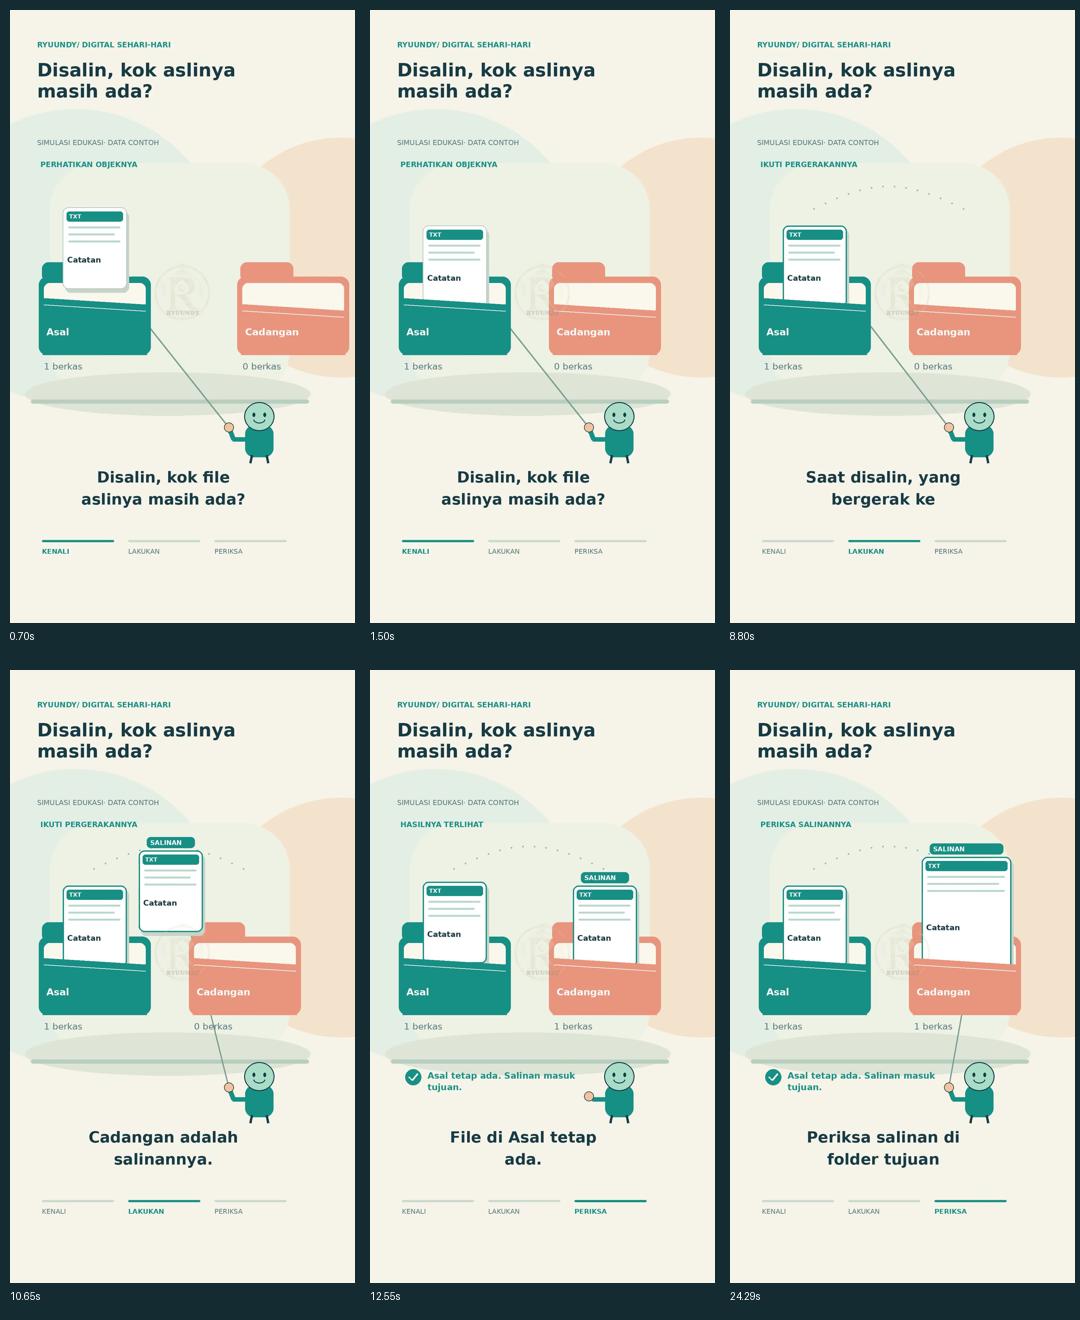 RYUUNDY/ DIGITAL SEHARI-HARI
Disalin, kok aslinya
masih ada?
SIMULASI EDUKASI· DATA CONTOH
PERHATIKAN OBJEKNYA
TXT
Catatan
Asal
Cadangan
RYUUNDY
1 berkas
0 berkas
Disalin, kok file
aslinya masih ada?
KENALI
LAKUKAN
PERIKSA
0.70s
RYUUNDY/ DIGITAL SEHARI-HARI
Disalin, kok aslinya
masih ada?
SIMULASI EDUKASI· DATA CONTOH
PERHATIKAN OBJEKNYA
TXT
Catatan
Asal
Cadangan
RYUUNDY
1 berkas
0 berkas
Disalin, kok file
aslinya masih ada?
KENALI
LAKUKAN
PERIKSA
1.50s
RYUUNDY/ DIGITAL SEHARI-HARI
Disalin, kok aslinya
masih ada?
SIMULASI EDUKASI· DATA CONTOH
IKUTI PERGERAKANNYA
TXT
Catatan
Asal
Cadangan
RYUUNDY
1 berkas
0 berkas
Saat disalin, yang
bergerak ke
KENALI
LAKUKAN
PERIKSA
8.80s
RYUUNDY/ DIGITAL SEHARI-HARI
Disalin, kok aslinya
masih ada?
SIMULASI EDUKASI· DATA CONTOH
IKUTI PERGERAKANNYA
SALINAN
TXT
Catatan
TXT
Catatan
Asal
Cadangan
RYUUNDY
1 berkas
0 berkas
Cadangan adalah
salinannya.
KENALI
LAKUKAN
PERIKSA
10.65s
RYUUNDY/ DIGITAL SEHARI-HARI
Disalin, kok aslinya
masih ada?
SIMULASI EDUKASI· DATA CONTOH
HASILNYA TERLIHAT
SALINAN
TXT
Catatan
TXT
Catatan
Asal
Cadangan
RYUUNDY
1 berkas
1 berkas
Asal tetap ada. Salinan masuk
tujuan.
File di Asal tetap
ada.
KENALI
LAKUKAN
PERIKSA
12.55s
RYUUNDY/ DIGITAL SEHARI-HARI
Disalin, kok aslinya
masih ada?
SIMULASI EDUKASI· DATA CONTOH
PERIKSA SALINANNYA
SALINAN
TXT
Catatan
TXT
Catatan
Asal
Cadangan
RYUUNDY
1 berkas
1 berkas
Asal tetap ada. Salinan masuk
tujuan.
Periksa salinan di
folder tujuan
KENALI
LAKUKAN
PERIKSA
24.29s